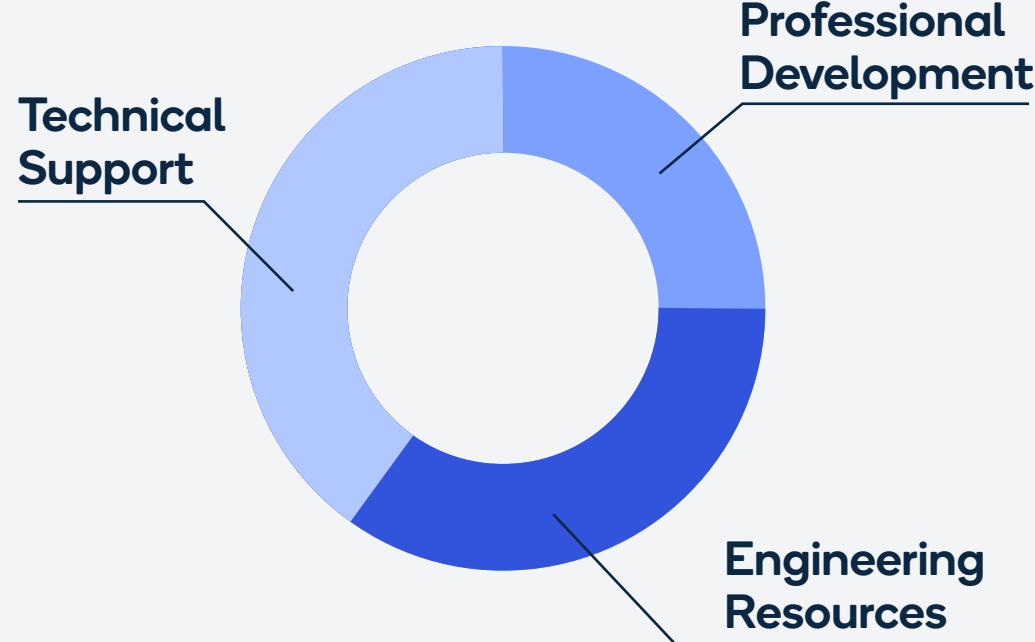 Professional
Development
Technical
Support
Engineering
Resources